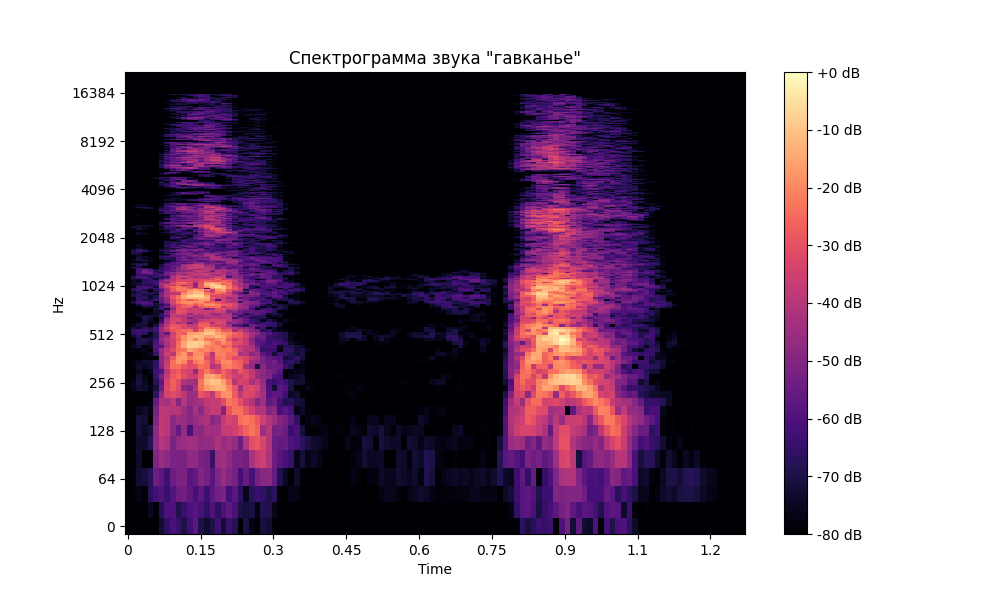 Спектрограмма звука "гавканье"
16384
8192
4096
2048
1024
512
256
128
64
0
Hz
0 0.15 0.3 0.45 0.6 0.75 0.9 1.1 1.2
Time
+0 dB
-10 dB
-20 dB
-30 dB
-40 dB
-50 dB
-60 dB
-70 dB
-80 dB